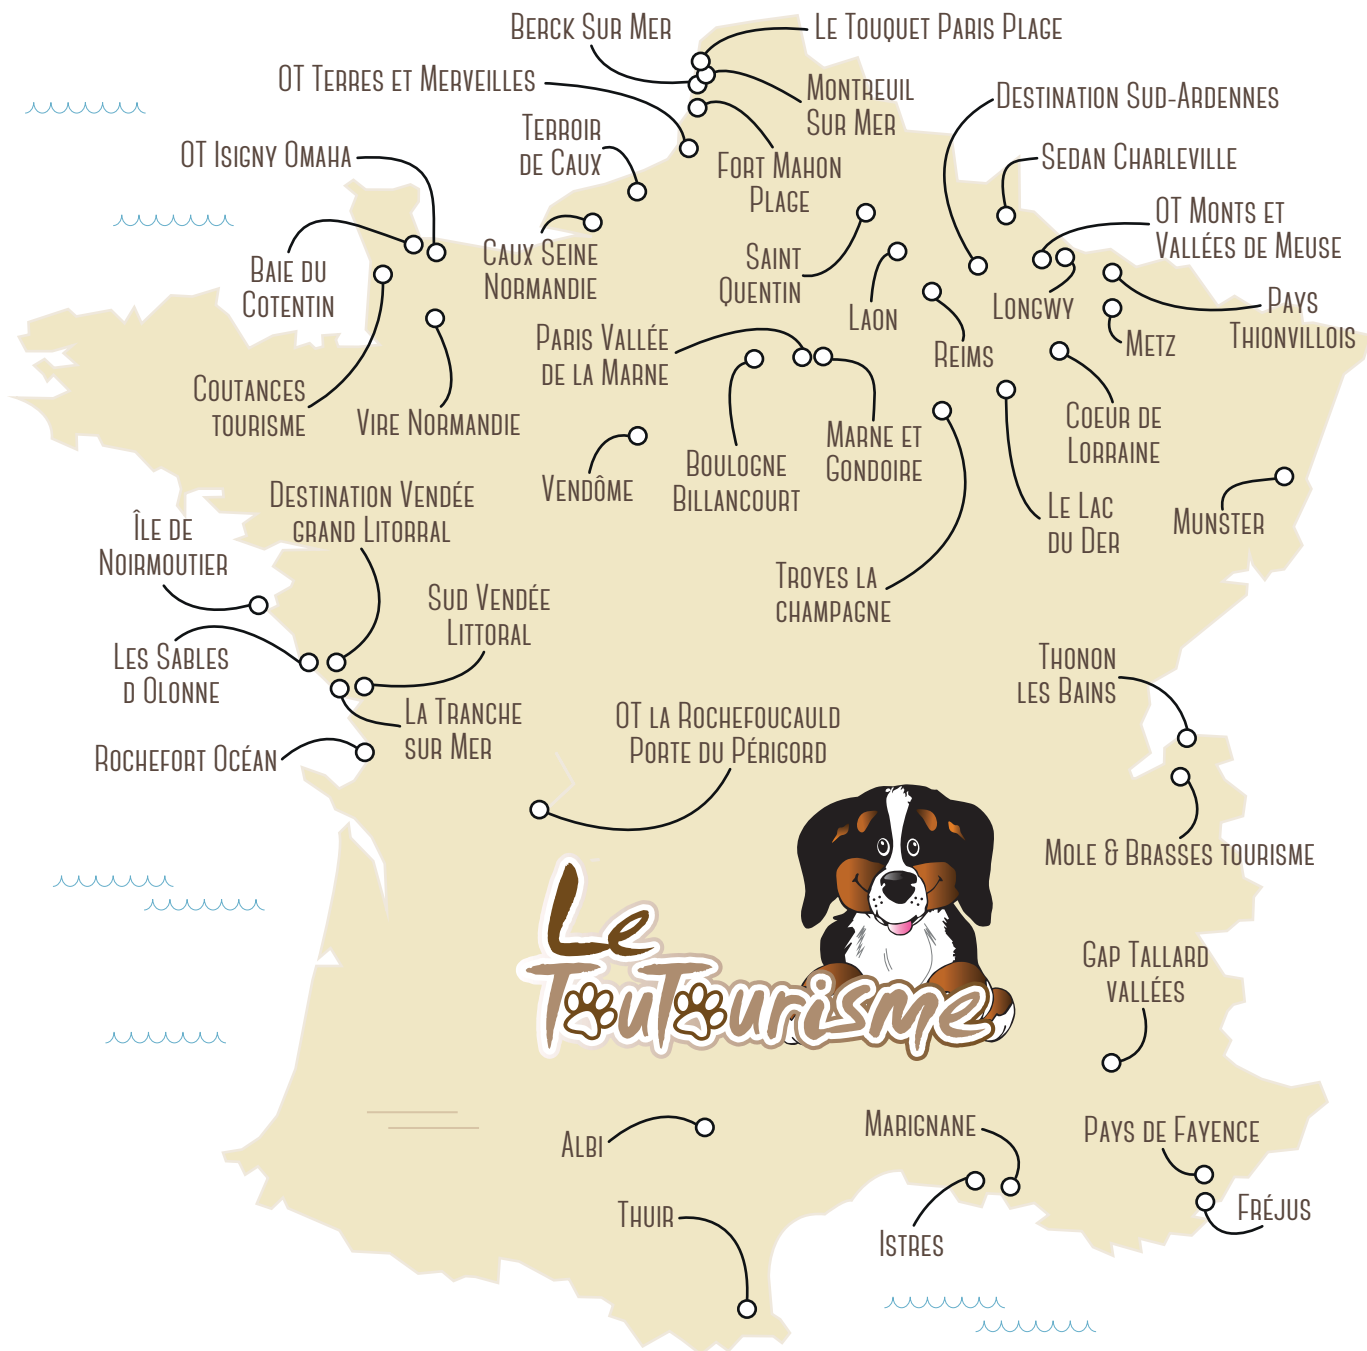 Berck Sur Mer
Le Touquet Paris Plage
OT Terres et Merveilles
Montreuil
Sur Mer
Destination Sud-Ardennes
Terroir
de Caux
OT Isigny Omaha
Fort Mahon
Plage
Sedan Charleville
OT Monts et
Vallées de Meuse
Baie du
Cotentin
Caux Seine
Normandie
Saint
Quentin
Laon
Longwy
Pays
Thionvillois
Paris Vallée
de la Marne
Reims
Metz
Coutances
tourisme
Vire Normandie
Vendôme
Boulogne
Billancourt
Marne et
Gondoire
Coeur de
Lorraine
Destination Vendée
grand Litorral
Le Lac
du Der
Munster
Île de
Noirmoutier
Sud Vendée
Littoral
Troyes la
champagne
Les Sables
d Olonne
Thonon
les Bains
La Tranche
sur Mer
Rochefort Océan
OT la Rochefoucauld
Porte du Périgord
Mole & Brasses tourisme
Le
TouTourisme
Gap Tallard
vallées
Albi
Marignane
Pays de Fayence
Thuir
Istres
Fréjus